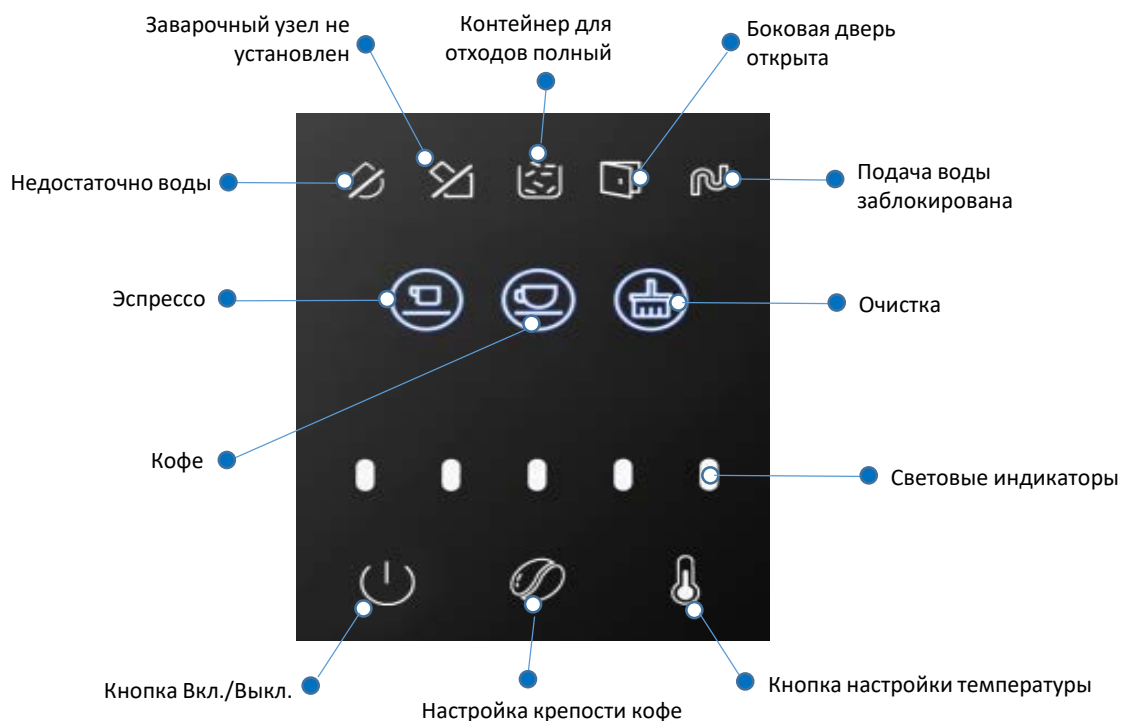 Заварочный узел не
установлен
Контейнер для
отходов полный
Боковая дверь
открыта
Недостаточно воды
Подача воды
заблокирована
Эспрессо
Очистка
Кофе
Световые индикаторы
Кнопка Вкл./Выкл.
Настройка крепости кофе
Кнопка настройки температуры